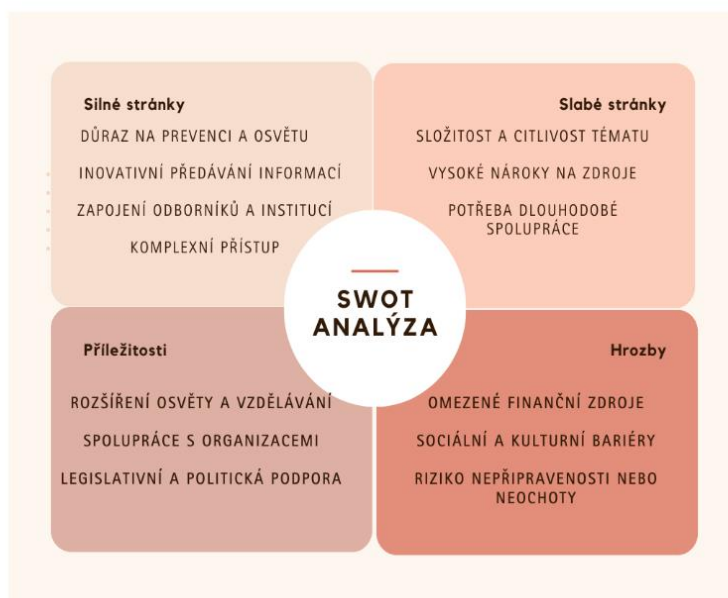 Silné stránky
DŮRAZ NA PREVENCI A OSVĚTU
INOVATIVNÍ PŘEDÁVÁNÍ INFORMACÍ
ZAPOJENÍ ODBORNÍKŮ A INSTITUCÍ
KOMPLEXNÍ PŘÍSTUP
Slabé stránky
SLOŽITOST A CITLIVOST TÉMATU
VYSOKÉ NÁROKY NA ZDROJE
POTŘEBA DLOUHODOBÉ
SPOLUPRÁCE
SWOT
ANALÝZA
Příležitosti
ROZŠÍŘENÍ OSVĚTY A VZDĚLÁVÁNÍ
SPOLUPRÁCE S ORGANIZACEMI
LEGISLATIVNÍ A POLITICKÁ PODPORA
Hrozby
OMEZENÉ FINANČNÍ ZDROJE
SOCIÁLNÍ A KULTURNÍ BARIÉRY
RIZIKO NEPŘIPRAVENOSTI NEBO
NEOCHOTY